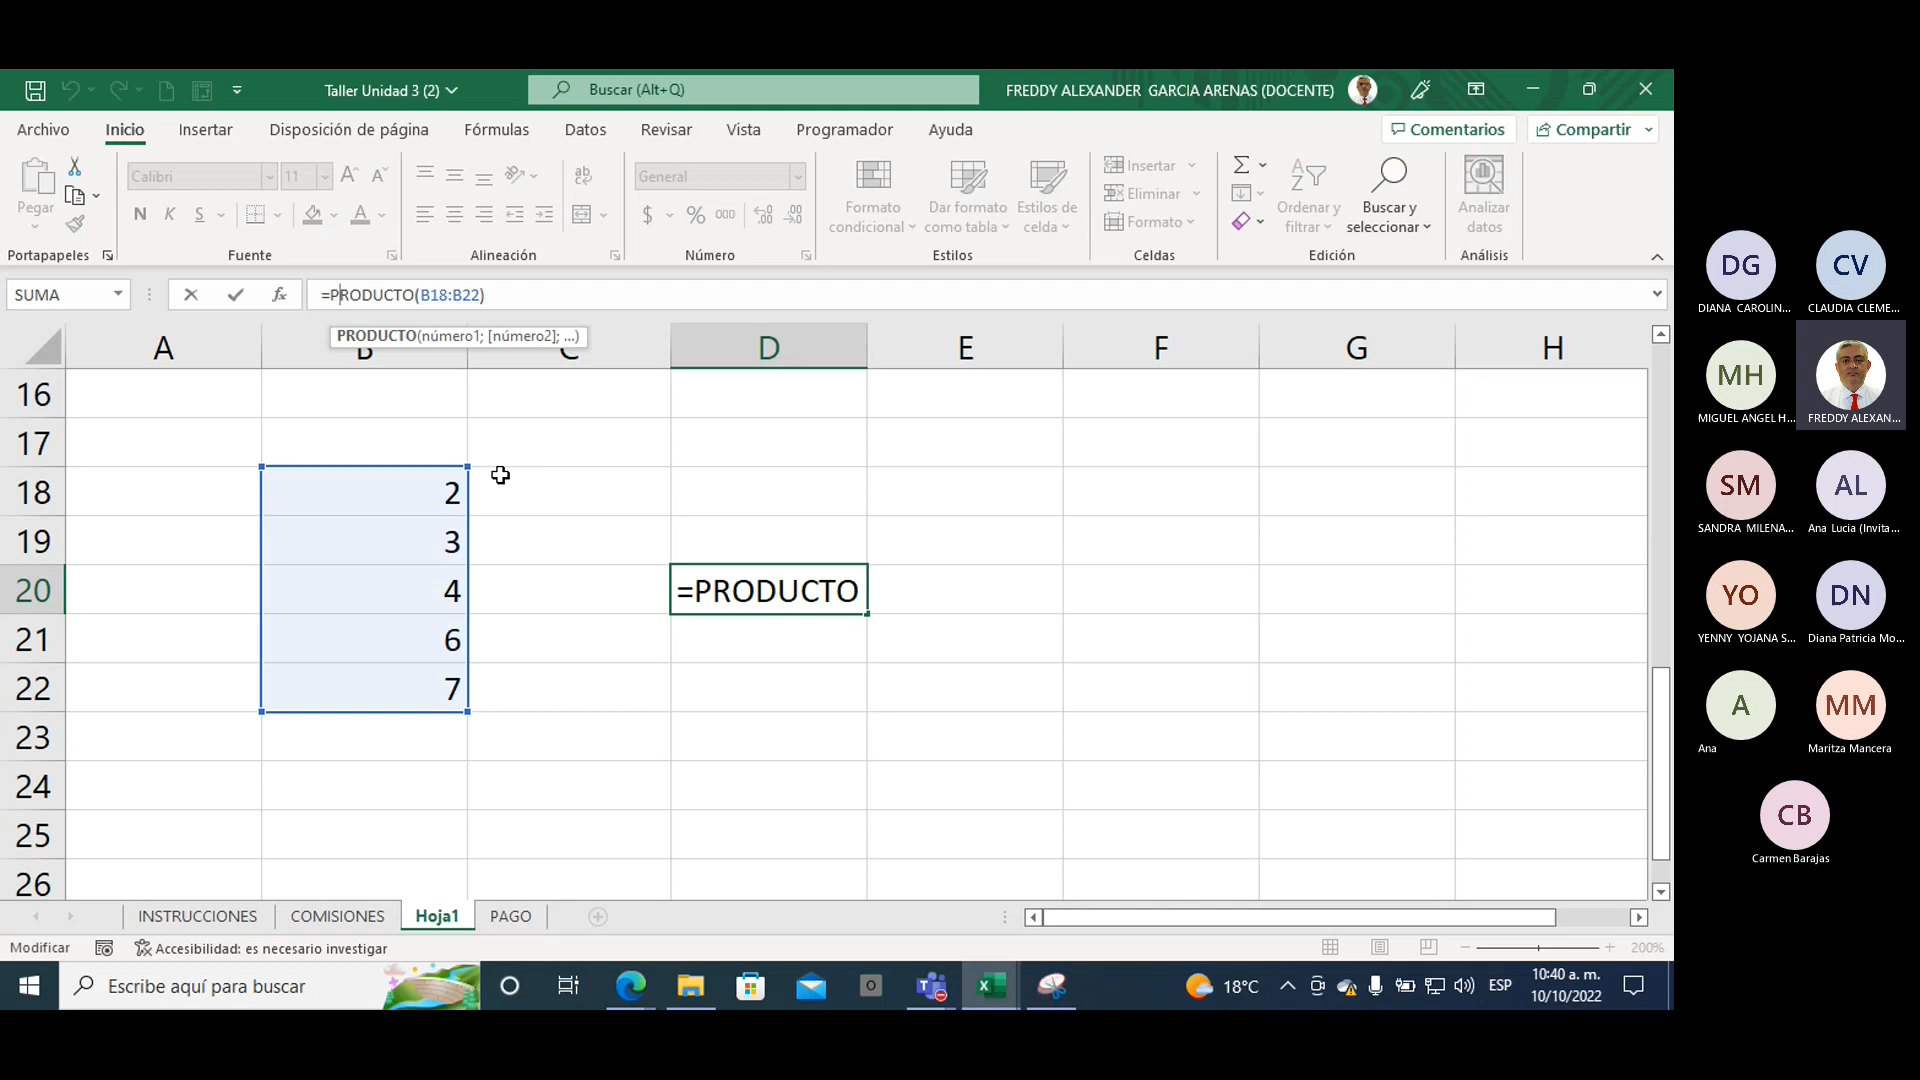 Taller Unidad 3 (2)
Buscar (Alt+Q)
FREDDY ALEXANDER GARCIA ARENAS (DOCENTE)
Archivo
Inicio
Insertar
Disposición de página
Fórmulas
Datos
Revisar
Vista
Programador
Ayuda
Comentarios
Compartir
Pegar
Portapapeles
Calibri
11
N K S
Fuente
Alineación
General
$ % 000
Número
Formato
condicional
Dar formato
como tabla
Estilos de
celda
Estilos
Insertar
Eliminar
Formato
Celdas
Ordenar y
filtrar
Buscar y
seleccionar
Edición
Analizar
datos
Análisis
SUMA
fx
=PRODUCTO(B18:B22)
PRODUCTO(número1; [número2]; ...)
A B C D E F G H
16
17
18 2
19 3
20 4 =PRODUCTO
21 6
22 7
23
24
25
26
INSTRUCCIONES
COMISIONES
Hoja1
PAGO
Modificar
Accesibilidad: es necesario investigar
200%
Escribe aquí para buscar
18°C
ESP
10:40 a. m.
10/10/2022
DG
DIANA CAROLIN...
CV
CLAUDIA CLEME...
MH
MIGUEL ANGEL H...
FREDDY ALEXAN...
SM
SANDRA MILENA...
AL
Ana Lucia (Invita...
YO
YENNY YOJANA S...
DN
Diana Patricia Mo...
A
Ana
MM
Maritza Mancera
CB
Carmen Barajas